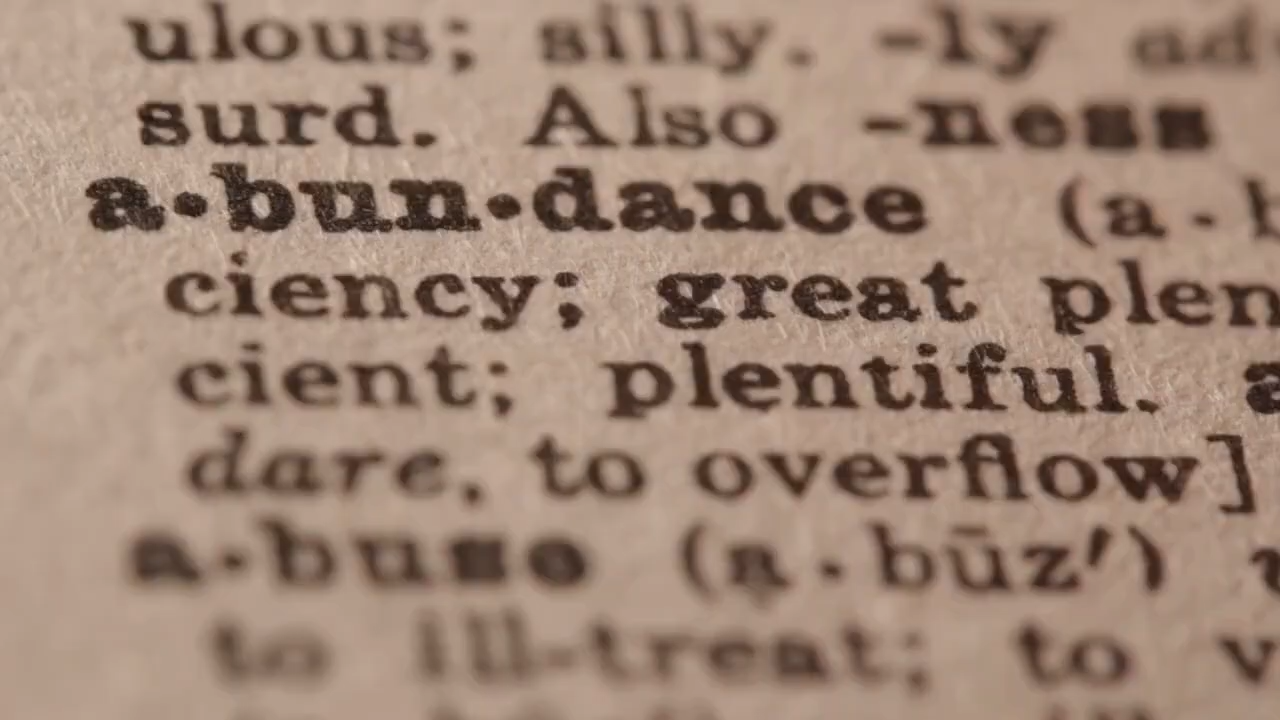 ulous; silly. -ly ad
surd. Also -ness
a·bun·dance (a·b
ciency; great plen
cient; plentiful. a
dare, to overflow]
a·buse (a·būz′) v
to ill-treat; to v